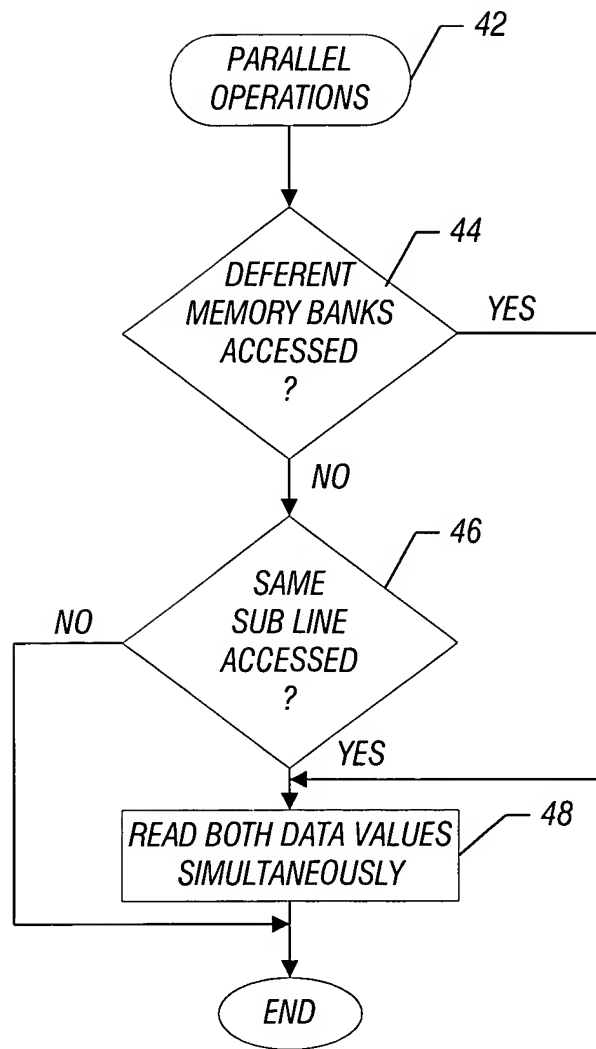 42
PARALLEL
OPERATIONS
44
DEFERENT
MEMORY BANKS
ACCESSED
?
YES
NO
46
SAME
SUB LINE
ACCESSED
?
NO
YES
48
READ BOTH DATA VALUES
SIMULTANEOUSLY
END